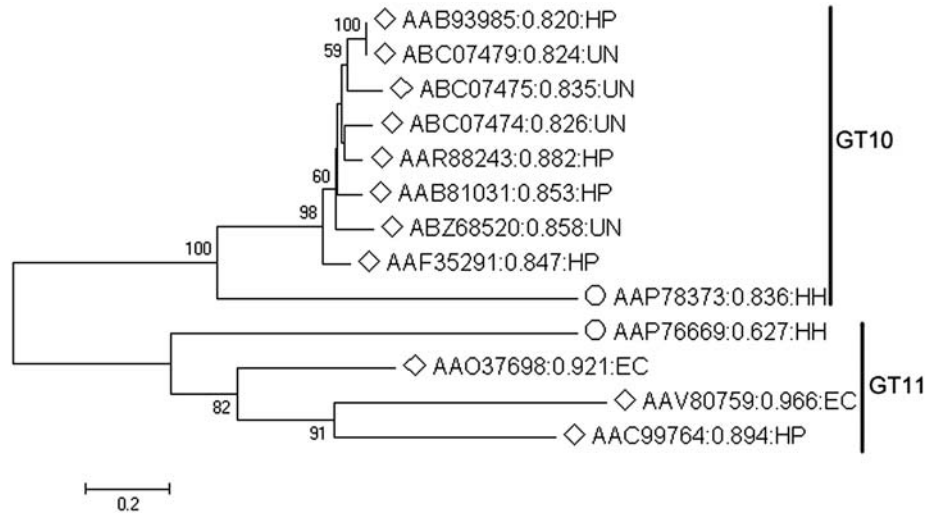 100
AAB93985:0.820:HP
59
ABC07479:0.824:UN
ABC07475:0.835:UN
ABC07474:0.826:UN
GT10
AAR88243:0.882:HP
60
AAB81031:0.853:HP
98
ABZ68520:0.858:UN
100
AAF35291:0.847:HP
AAP78373:0.836:HH
AAP76669:0.627:HH
AAO37698:0.921:EC
GT11
82
AAV80759:0.966:EC
91
AAC99764:0.894:HP
0.2